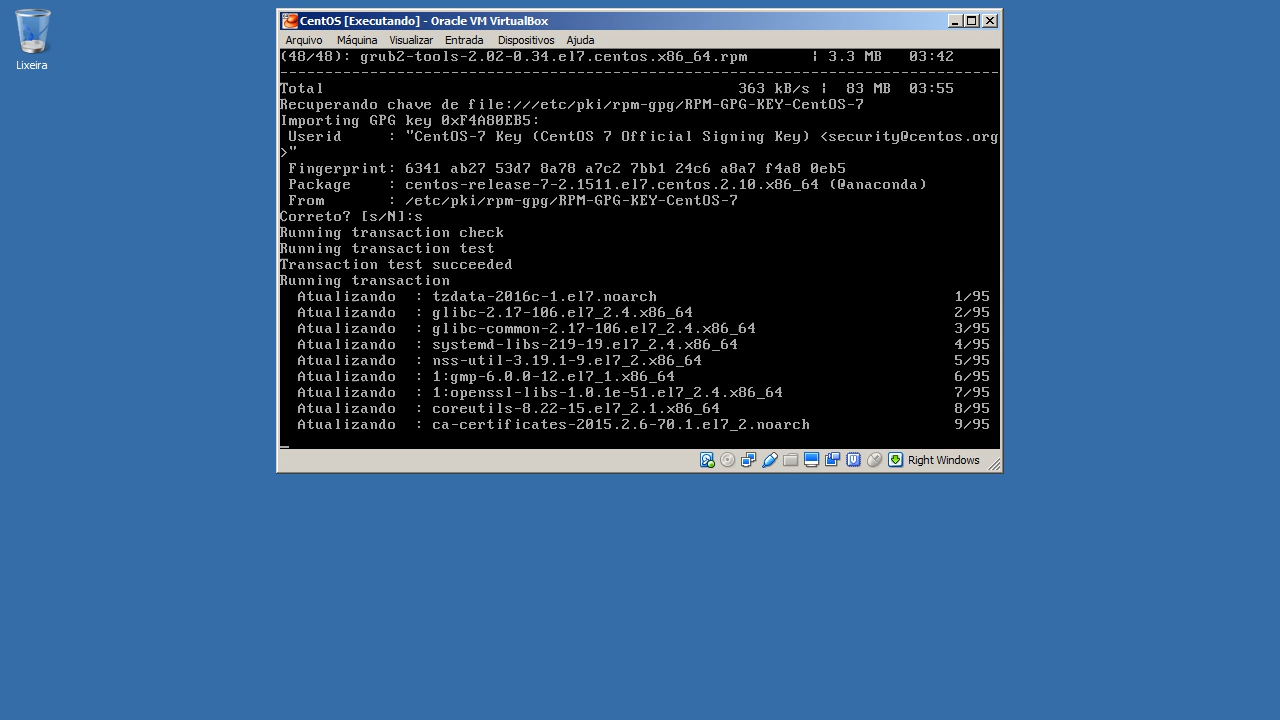 Lixeira
CentOS [Executando] - Oracle VM VirtualBox
Arquivo Máquina Visualizar Entrada Dispositivos Ajuda
(48/48): grub2-tools-2.02-0.34.el7.centos.x86_64.rpm ¦ 3.3 MB 03:42
--------------------------------------------------------------------------------
Total 363 kB/s ¦ 83 MB 03:55
Recuperando chave de file:///etc/pki/rpm-gpg/RPM-GPG-KEY-CentOS-7
Importing GPG key 0xF4A80EB5:
Userid : "CentOS-7 Key (CentOS 7 Official Signing Key) <security@centos.org
>"
Fingerprint: 6341 ab27 53d7 8a78 a7c2 7bb1 24c6 a8a7 f4a8 0eb5
Package : centos-release-7-2.1511.el7.centos.2.10.x86_64 (@anaconda)
From : /etc/pki/rpm-gpg/RPM-GPG-KEY-CentOS-7
Correto? [s/N]:s
Running transaction check
Running transaction test
Transaction test succeeded
Running transaction
Atualizando : tzdata-2016c-1.el7.noarch 1/95
Atualizando : glibc-2.17-106.el7_2.4.x86_64 2/95
Atualizando : glibc-common-2.17-106.el7_2.4.x86_64 3/95
Atualizando : systemd-libs-219-19.el7_2.4.x86_64 4/95
Atualizando : nss-util-3.19.1-9.el7_2.x86_64 5/95
Atualizando : 1:gmp-6.0.0-12.el7_1.x86_64 6/95
Atualizando : 1:openssl-libs-1.0.1e-51.el7_2.4.x86_64 7/95
Atualizando : coreutils-8.22-15.el7_2.1.x86_64 8/95
Atualizando : ca-certificates-2015.2.6-70.1.el7_2.noarch 9/95
Right Windows